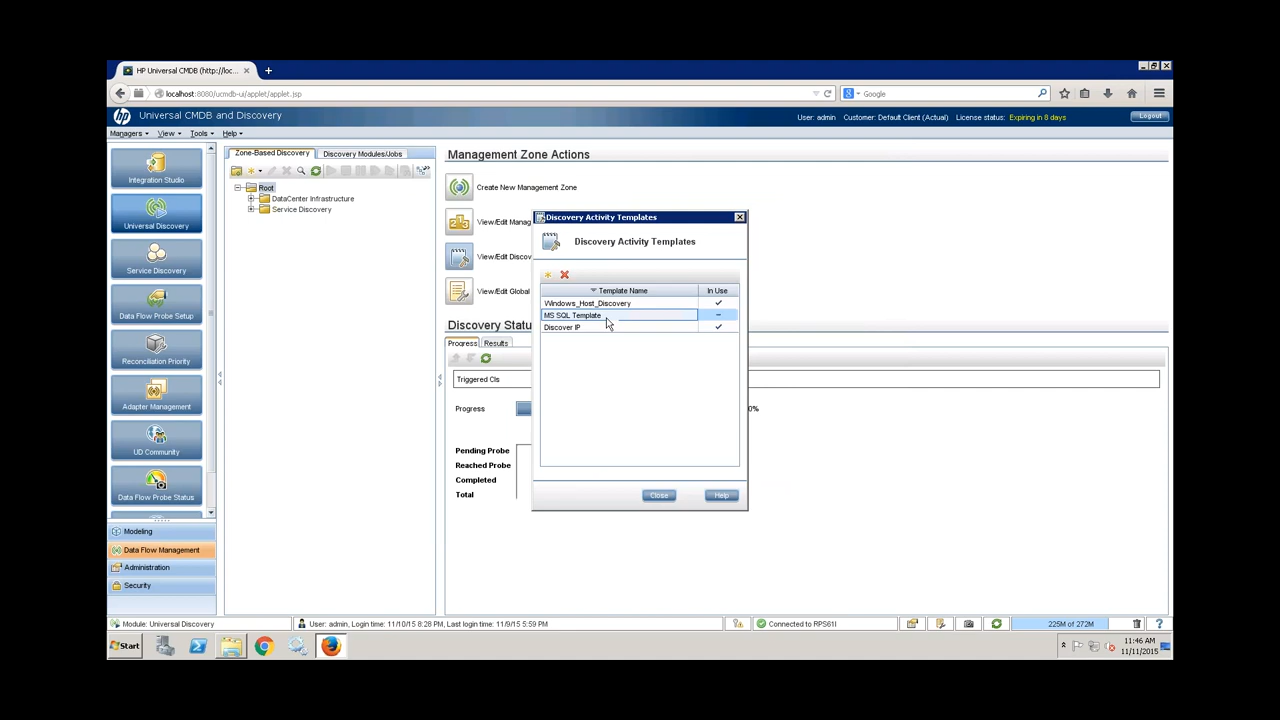 HP Universal CMDB (http://loc...
localhost:8080/ucmdb-ui/applet/applet.jsp
Google
hp
Universal CMDB and Discovery
User: admin Customer: Default Client (Actual) License status: Expiring in 8 days
Logout
Managers View Tools Help
Integration Studio
Universal Discovery
Service Discovery
Data Flow Probe Setup
Reconciliation Priority
Adapter Management
UD Community
Data Flow Probe Status
Modeling
Data Flow Management
Administration
Security
Zone-Based Discovery Discovery Modules/Jobs
Root
DataCenter Infrastructure
Service Discovery
Management Zone Actions
Create New Management Zone
View/Edit Manag
View/Edit Discov
View/Edit Global
Discovery Statu
Progress Results
Triggered CIs
Progress
0%
Pending Probe
Reached Probe
Completed
Total
Discovery Activity Templates
Discovery Activity Templates
Template Name In Use
Windows_Host_Discovery
MS SQL Template
Discover IP
Close Help
Module: Universal Discovery
User: admin, Login time: 11/10/15 8:28 PM, Last login time: 11/9/15 5:59 PM
Connected to RPS61I
225M of 272M
Start
11:46 AM
11/11/2015